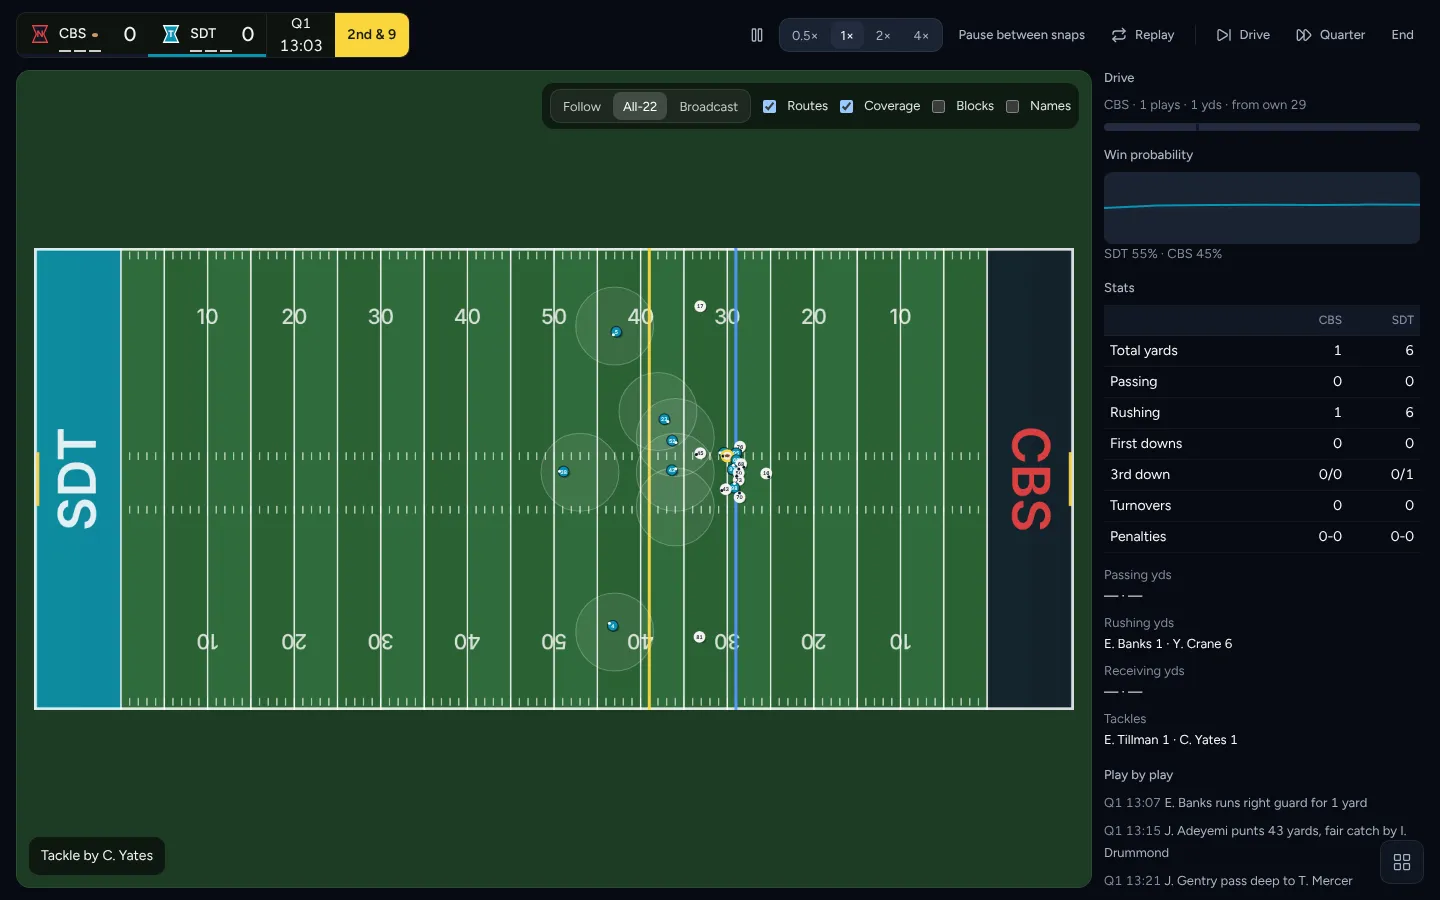 CBS 0 SDT 0 Q1 13:03 2nd & 9
0.5× 1× 2× 4× Pause between snaps Replay Drive Quarter End
Follow All-22 Broadcast Routes Coverage Blocks Names
10 20 30 40 50 40 30 20 10
SDT
CBS
10 20 30 40 50 40 30 20 10
17
81
Tackle by C. Yates
Drive
CBS · 1 plays · 1 yds · from own 29
Win probability
SDT 55% · CBS 45%
Stats
CBS SDT
Total yards 1 6
Passing 0 0
Rushing 1 6
First downs 0 0
3rd down 0/0 0/1
Turnovers 0 0
Penalties 0-0 0-0
Passing yds
— · —
Rushing yds
E. Banks 1 · Y. Crane 6
Receiving yds
— · —
Tackles
E. Tillman 1 · C. Yates 1
Play by play
Q1 13:07 E. Banks runs right guard for 1 yard
Q1 13:15 J. Adeyemi punts 43 yards, fair catch by I.
Drummond
Q1 13:21 J. Gentry pass deep to T. Mercer